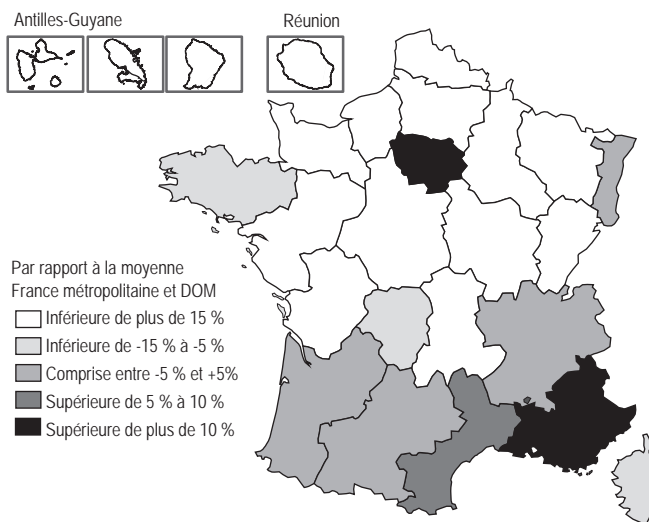 Antilles-Guyane
Réunion
Par rapport à la moyenne
France métropolitaine et DOM
Inférieure de plus de 15 %
Inférieure de -15 % à -5 %
Comprise entre -5 % et +5%
Supérieure de 5 % à 10 %
Supérieure de plus de 10 %